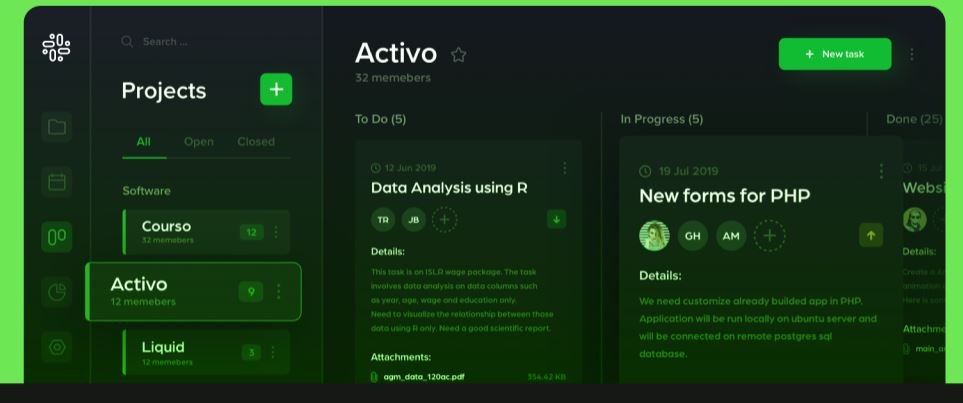 Search ...
Projects
+
All Open Closed
Software
Courso
32 memebers
12
Activo
12 memebers
9
Liquid
12 memebers
3
Activo
32 memebers
+ New task
To Do (5)
12 Jun 2019
Data Analysis using R
TR JB +
Details:
This task is on ISLR wage package. The task
involves data analysis on data columns such
as year, age, wage and education only.
Need to visualize the relationship between those
data using R only. Need a good scientific report.
Attachments:
agm_data_120ac.pdf 354.42 KB
In Progress (5)
19 Jul 2019
New forms for PHP
GH AM +
Details:
We need customize already builded app in PHP,
Application will be run locally on ubuntu server and
will be connected on remote postgres sql
database.
Done (25)
15 Ju
Websi
Details:
Create a
animation
Here is som
Attachme
main_a